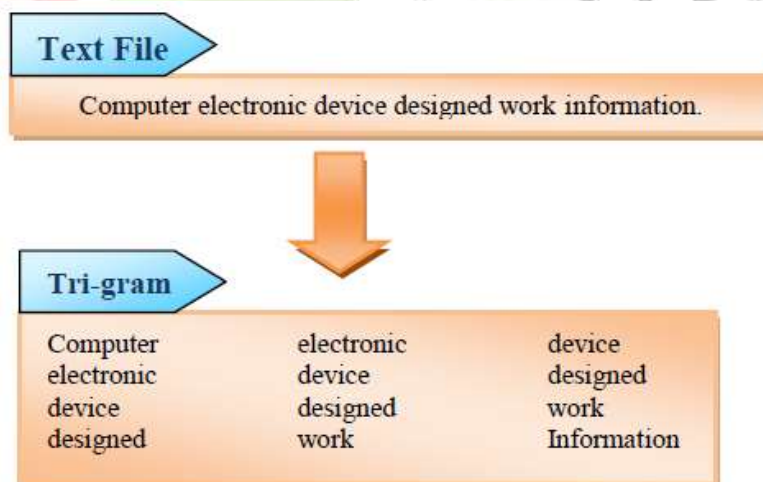 Text File
Computer electronic device designed work information.
Tri-gram
Computer electronic device
electronic device designed
device designed work
designed work Information